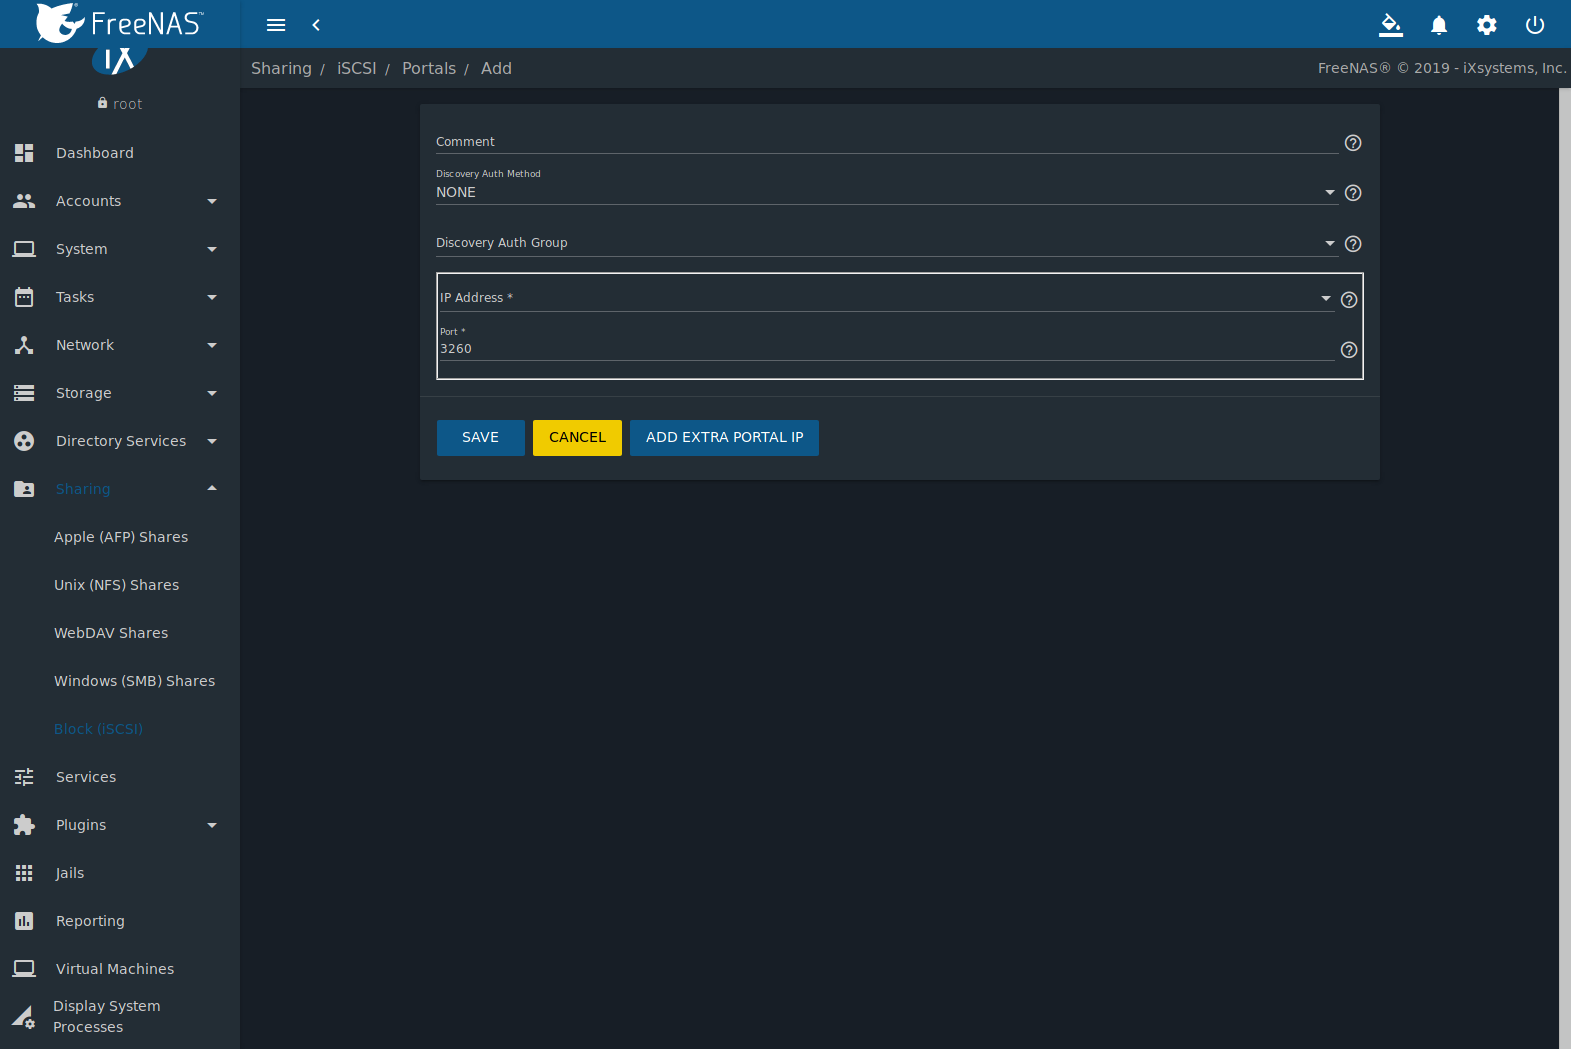 FreeNAS™
Sharing / iSCSI / Portals / Add
FreeNAS® © 2019 - iXsystems, Inc.
iX
root
Dashboard
Accounts
System
Tasks
Network
Storage
Directory Services
Sharing
Apple (AFP) Shares
Unix (NFS) Shares
WebDAV Shares
Windows (SMB) Shares
Block (iSCSI)
Services
Plugins
Jails
Reporting
Virtual Machines
Display System
Processes
Comment
Discovery Auth Method
NONE
Discovery Auth Group
IP Address *
Port *
3260
SAVE
CANCEL
ADD EXTRA PORTAL IP